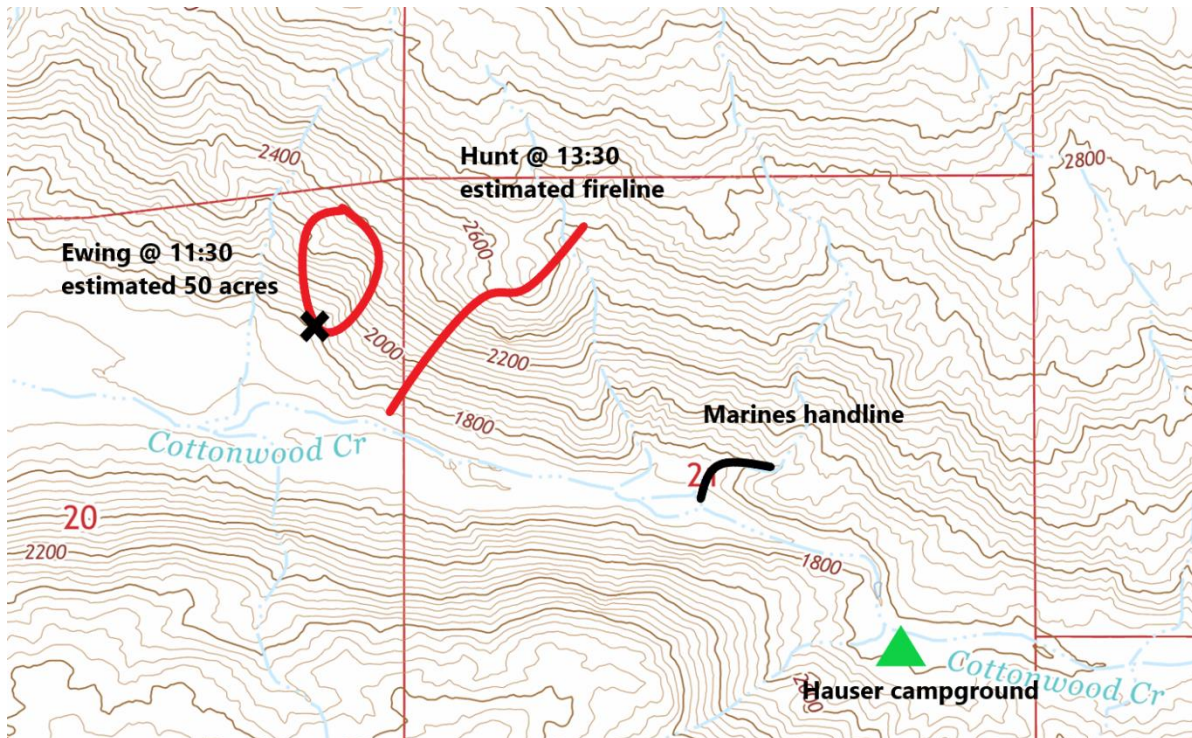 2400
2800
Hunt @ 13:30
estimated fireline
2600
Ewing @ 11:30
estimated 50 acres
2000
2200
1800
Marines handline
Cottonwood Cr
20
2200
1800
Hauser campground
Cottonwood Cr